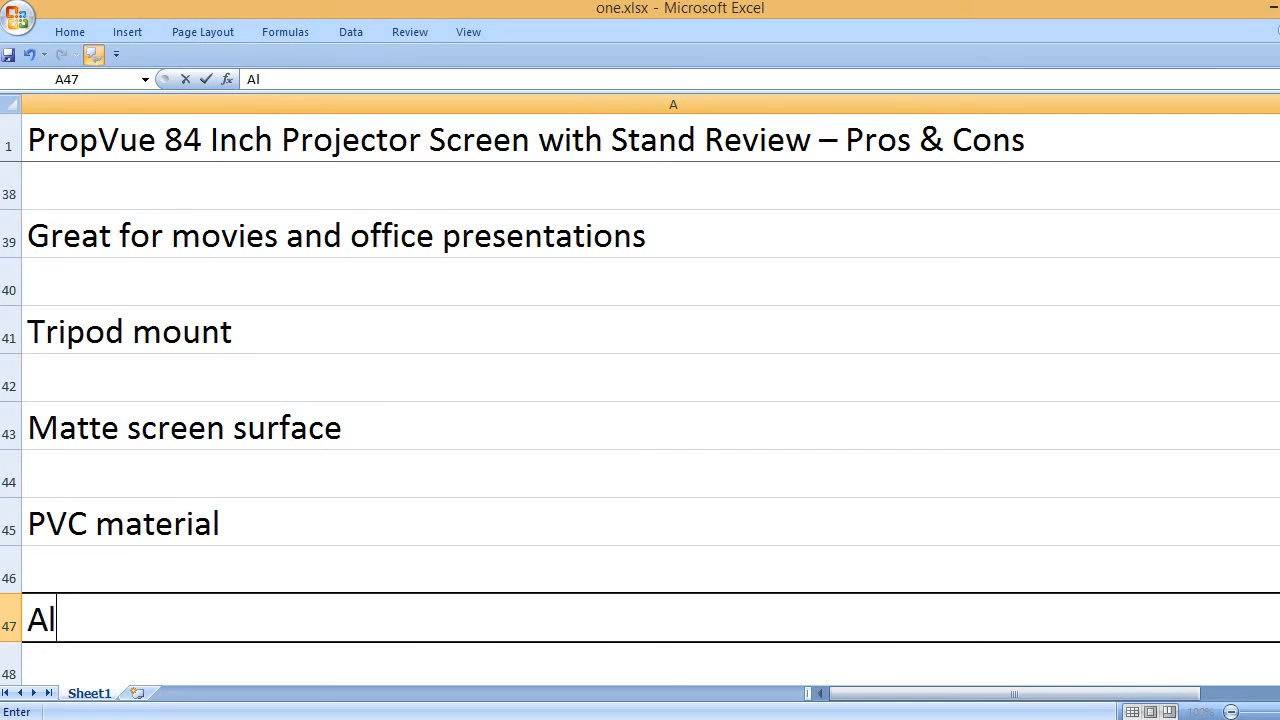 one.xlsx - Microsoft Excel
Home Insert Page Layout Formulas Data Review View
A47 fx Al
A
1 PropVue 84 Inch Projector Screen with Stand Review – Pros & Cons
38
39 Great for movies and office presentations
40
41 Tripod mount
42
43 Matte screen surface
44
45 PVC material
46
47 Al
48
Sheet1
Enter 100%